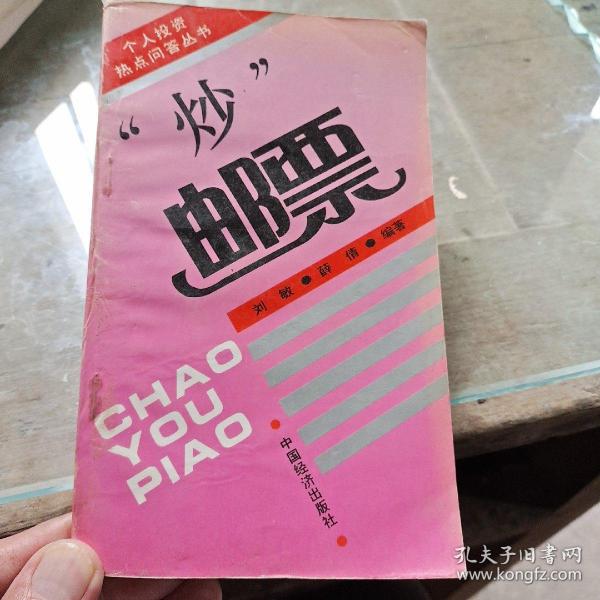 个人投资
热点问答丛书
“炒”
邮票
刘敏●薛倩●编著
CHAO
YOU
PIAO
●中国经济出版社●
孔夫子旧书网
www.kongfz.com